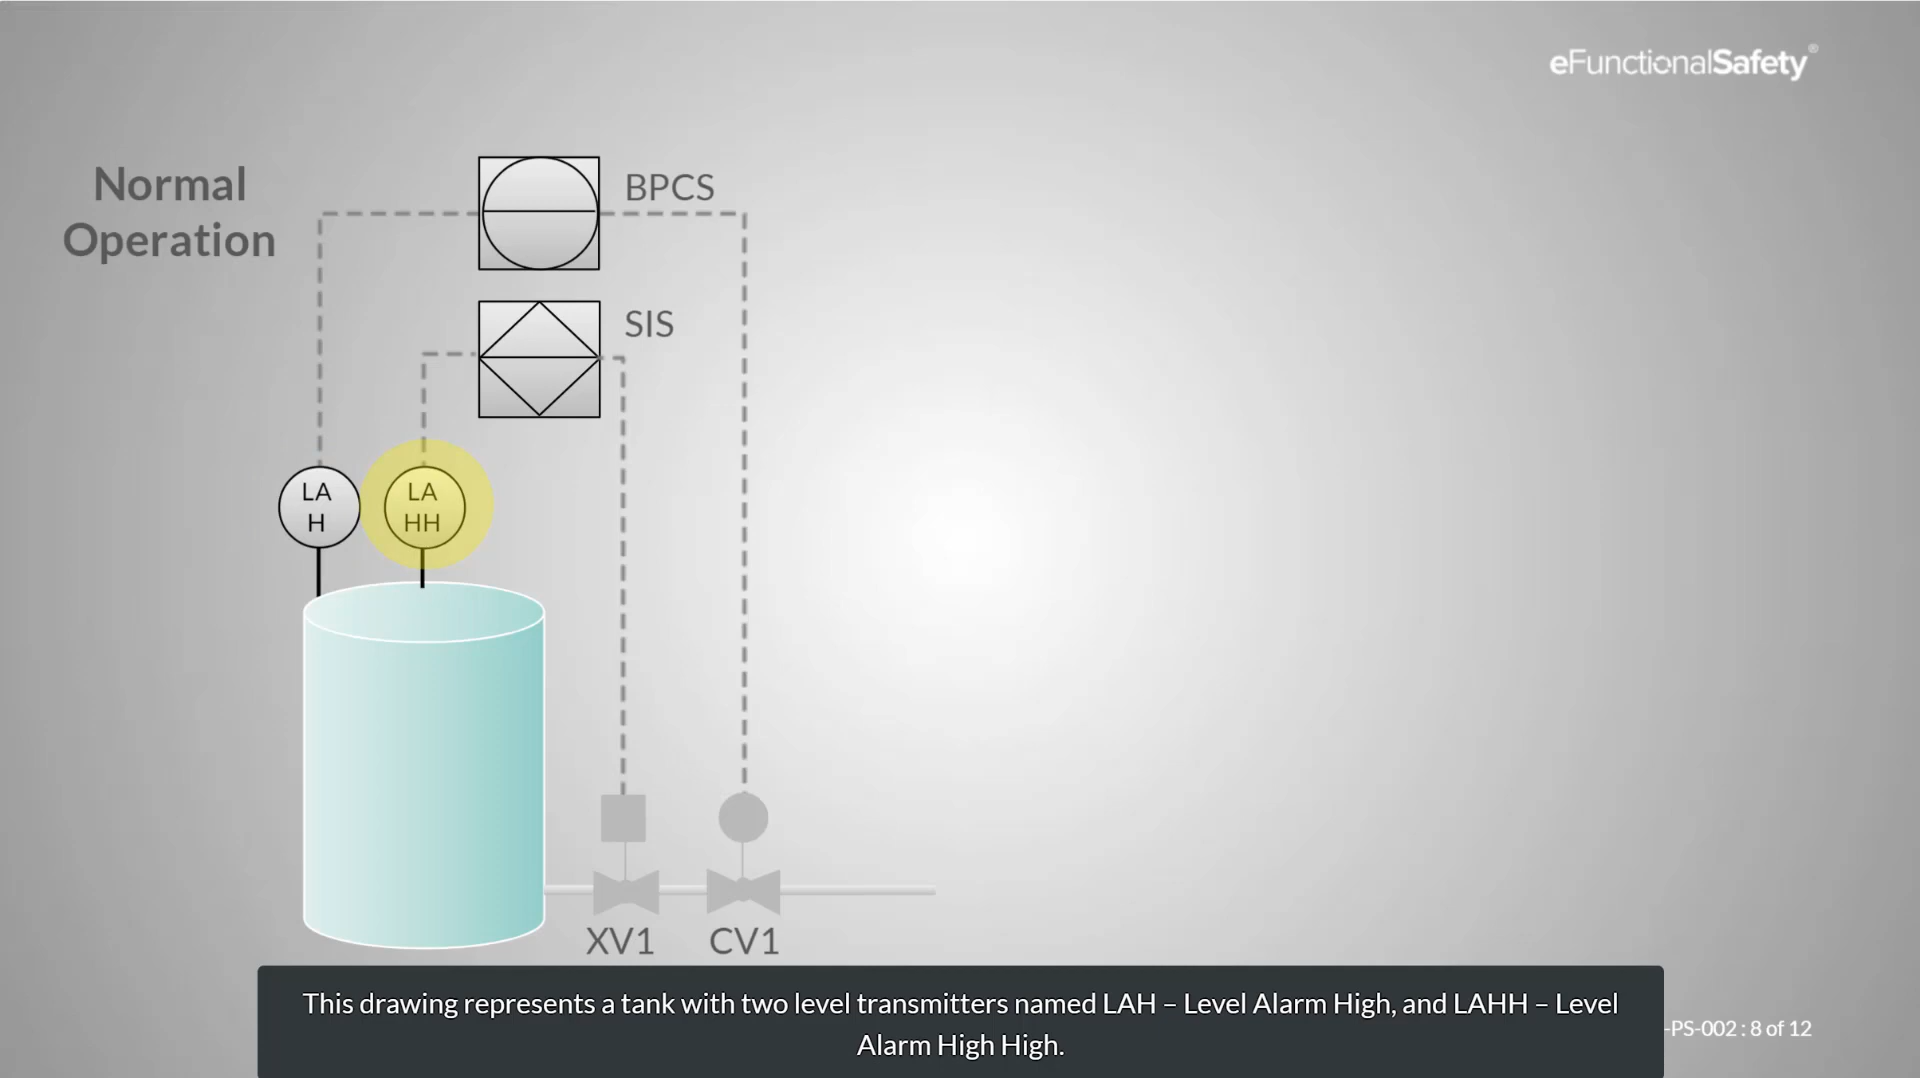 eFunctionalSafety®
Normal
Operation
BPCS
SIS
LA
H
LA
HH
XV1
CV1
This drawing represents a tank with two level transmitters named LAH – Level Alarm High, and LAHH – Level
Alarm High High.
-PS-002 : 8 of 12